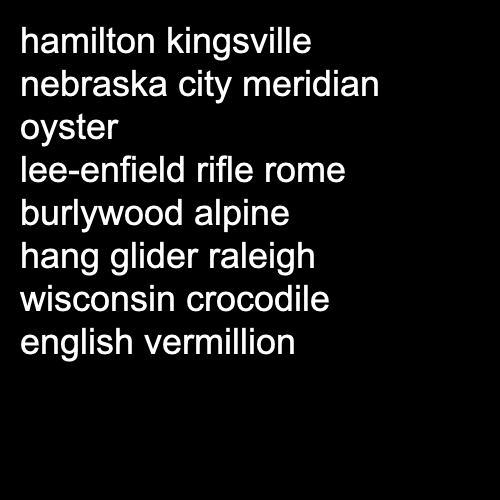 hamilton kingsville
nebraska city meridian
oyster
lee-enfield rifle rome
burlywood alpine
hang glider raleigh
wisconsin crocodile
english vermillion